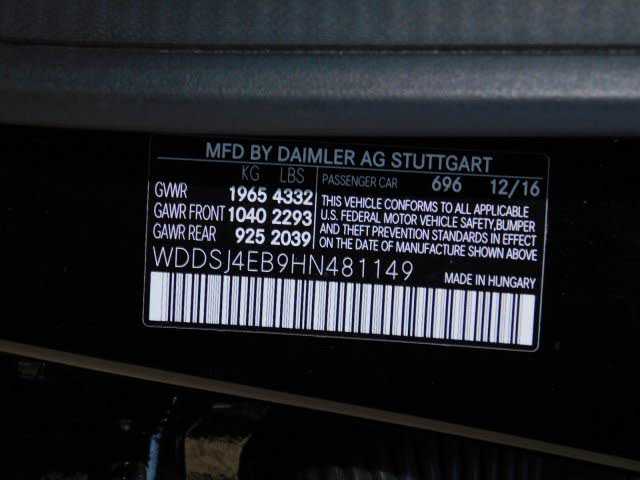 MFD BY DAIMLER AG STUTTGART
KG LBS
GVWR 1965 4332
GAWR FRONT 1040 2293
GAWR REAR 925 2039
PASSENGER CAR 696 12/16
THIS VEHICLE CONFORMS TO ALL APPLICABLE
U.S. FEDERAL MOTOR VEHICLE SAFETY,BUMPER
AND THEFT PREVENTION STANDARDS IN EFFECT
ON THE DATE OF MANUFACTURE SHOWN ABOVE
WDDSJ4EB9HN481149
MADE IN HUNGARY